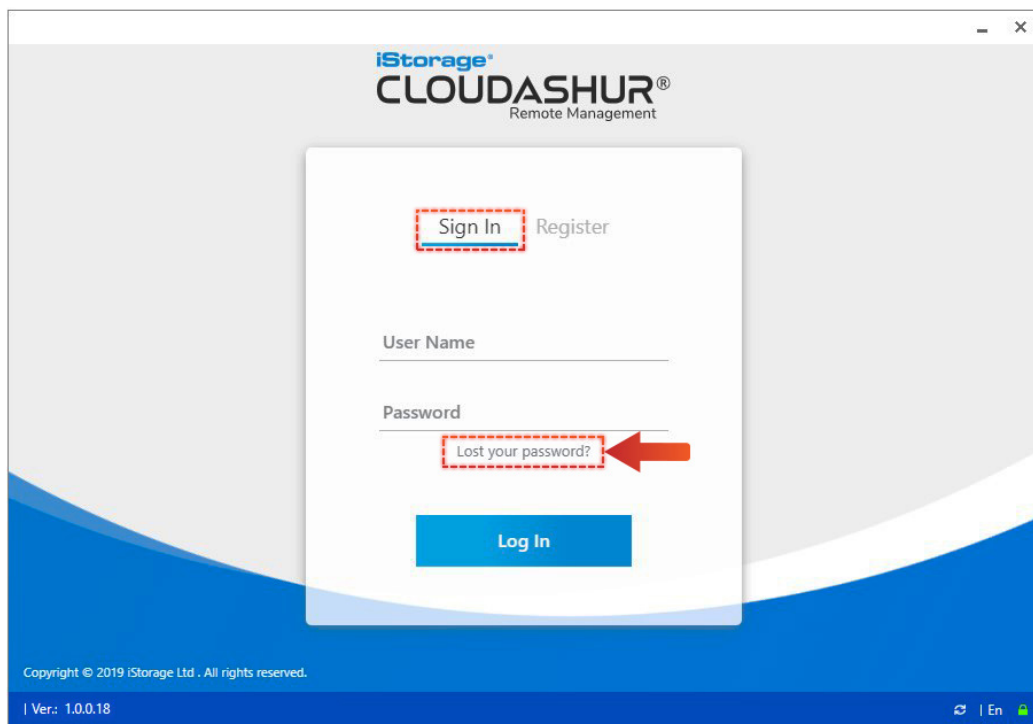 iStorage®
CLOUDASHUR®
Remote Management
Sign In Register
User Name
Password
Lost your password?
Log In
Copyright © 2019 iStorage Ltd . All rights reserved.
| Ver.: 1.0.0.18 | En